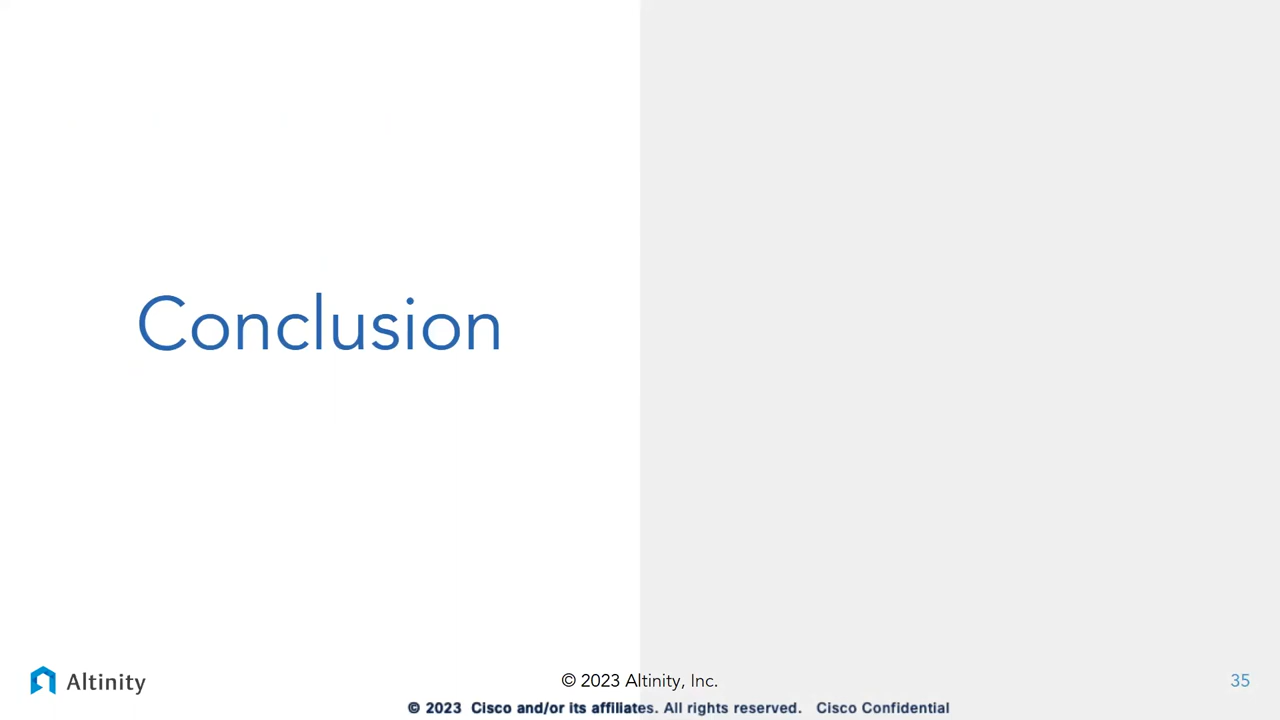 Conclusion
Altinity
© 2023 Altinity, Inc.
35
© 2023 Cisco and/or its affiliates. All rights reserved. Cisco Confidential